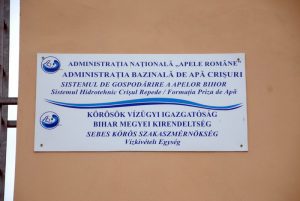 ADMINISTRAȚIA NAȚIONALĂ „APELE ROMÂNE”
ADMINISTRAȚIA BAZINALĂ DE APĂ CRIȘURI
SISTEMUL DE GOSPODĂRIRE A APELOR BIHOR
Sistemul Hidrotehnic Crișul Repede / Formația Priza de Apă
KÖRÖSÖK VÍZÜGYI IGAZGATÓSÁG
BIHAR MEGYEI KIRENDELTSÉG
SEBES KÖRÖS SZAKASZMÉRNÖKSÉG
Vízkivételi Egység